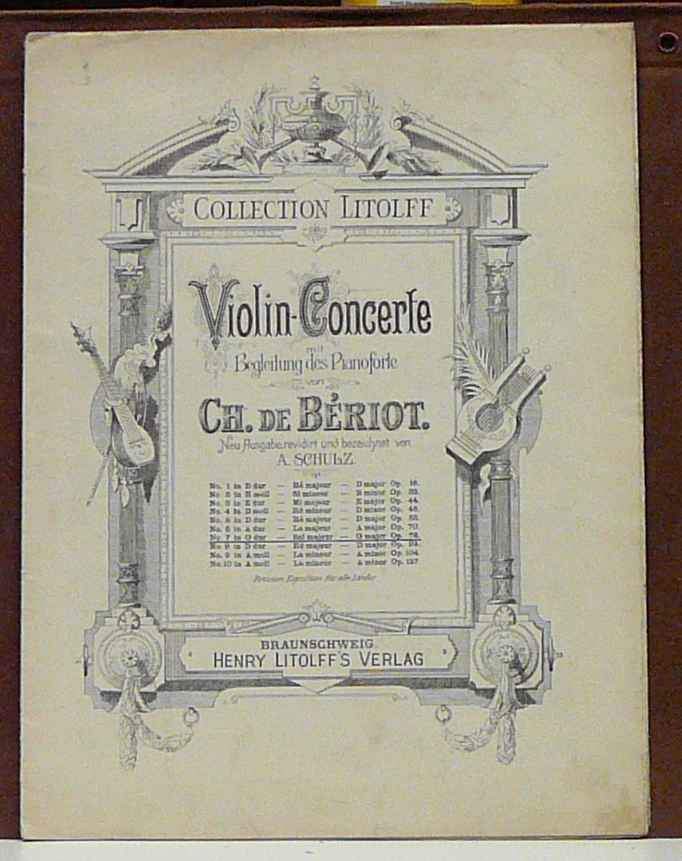 COLLECTION LITOLFF
Violin-Concerte
mit
Begleitung des Pianoforte
von
CH. DE BÉRIOT.
Neu Ausgabe, revidirt und bezeichnet von
A. SCHULZ.
No. 1 in D dur — Ré majeur — D major Op. 16.
No. 2 in H moll — Si mineur — B minor Op. 32.
No. 3 in E dur — Mi majeur — E major Op. 44.
No. 4 in D moll — Ré mineur — D minor Op. 46.
No. 5 in D dur — Ré majeur — D major Op. 55.
No. 6 in A dur — La majeur — A major Op. 70.
No. 7 in G dur — Sol majeur — G major Op. 76.
No. 8 in D dur — Ré majeur — D major Op. 99.
No. 9 in A moll — La mineur — A minor Op. 104.
No. 10 in A moll — La mineur — A minor Op. 127.
für alle Länder
BRAUNSCHWEIG
HENRY LITOLFF'S VERLAG